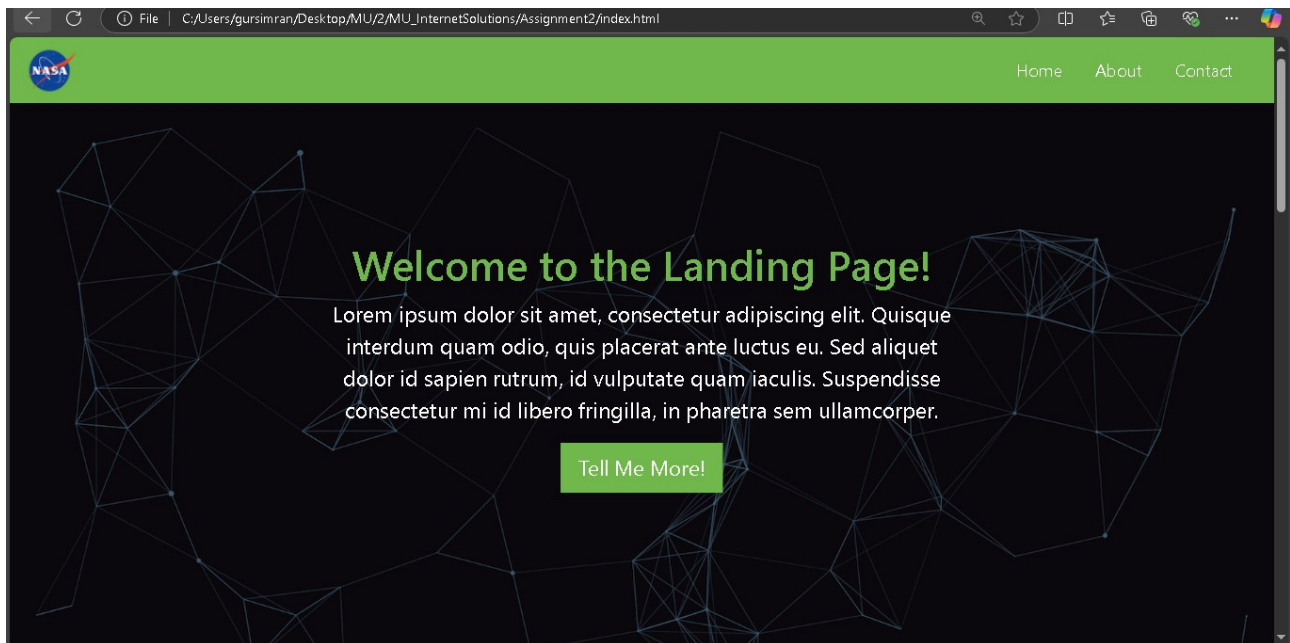 File C:/Users/gursimran/Desktop/MU/2/MU_InternetSolutions/Assignment2/index.html
NASA
Home About Contact
Welcome to the Landing Page!
Lorem ipsum dolor sit amet, consectetur adipiscing elit. Quisque
interdum quam odio, quis placerat ante luctus eu. Sed aliquet
dolor id sapien rutrum, id vulputate quam iaculis. Suspendisse
consectetur mi id libero fringilla, in pharetra sem ullamcorper.
Tell Me More!